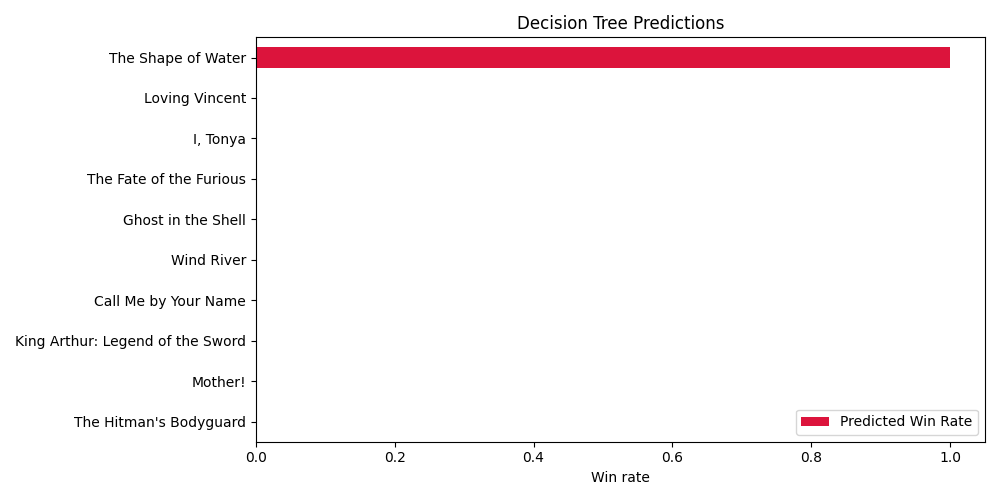 Decision Tree Predictions
The Shape of Water
Loving Vincent
I, Tonya
The Fate of the Furious
Ghost in the Shell
Wind River
Call Me by Your Name
King Arthur: Legend of the Sword
Mother!
The Hitman's Bodyguard
Predicted Win Rate
0.0 0.2 0.4 0.6 0.8 1.0
Win rate